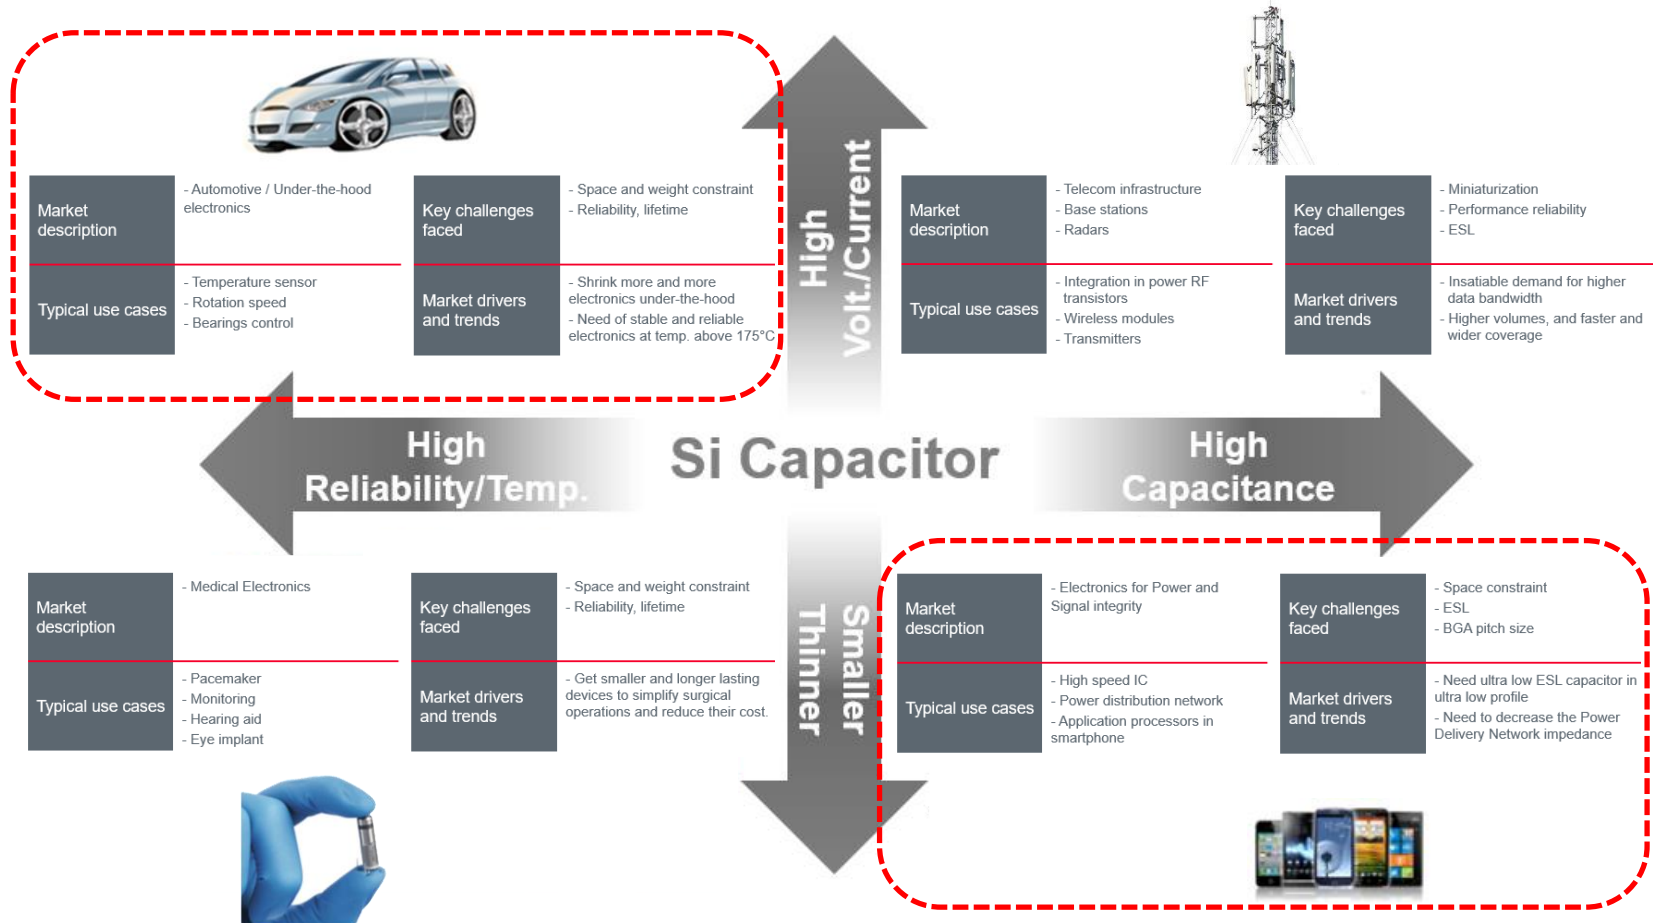 Market
description
- Automotive / Under-the-hood
electronics
Key challenges
faced
- Space and weight constraint
- Reliability, lifetime
Typical use cases
- Temperature sensor
- Rotation speed
- Bearings control
Market drivers
and trends
- Shrink more and more
electronics under-the-hood
- Need of stable and reliable
electronics at temp. above 175°C
High
Volt./Current
Market
description
- Telecom infrastructure
- Base stations
- Radars
Key challenges
faced
- Miniaturization
- Performance reliability
- ESL
Typical use cases
- Integration in power RF
transistors
- Wireless modules
- Transmitters
Market drivers
and trends
- Insatiable demand for higher
data bandwidth
- Higher volumes, and faster and
wider coverage
High
Reliability/Temp.
Si Capacitor
High
Capacitance
Market
description
- Medical Electronics
Key challenges
faced
- Space and weight constraint
- Reliability, lifetime
Typical use cases
- Pacemaker
- Monitoring
- Hearing aid
- Eye implant
Market drivers
and trends
- Get smaller and longer lasting
devices to simplify surgical
operations and reduce their cost.
Smaller
Thinner
Market
description
- Electronics for Power and
Signal integrity
Key challenges
faced
- Space constraint
- ESL
- BGA pitch size
Typical use cases
- High speed IC
- Power distribution network
- Application processors in
smartphone
Market drivers
and trends
- Need ultra low ESL capacitor in
ultra low profile
- Need to decrease the Power
Delivery Network impedance